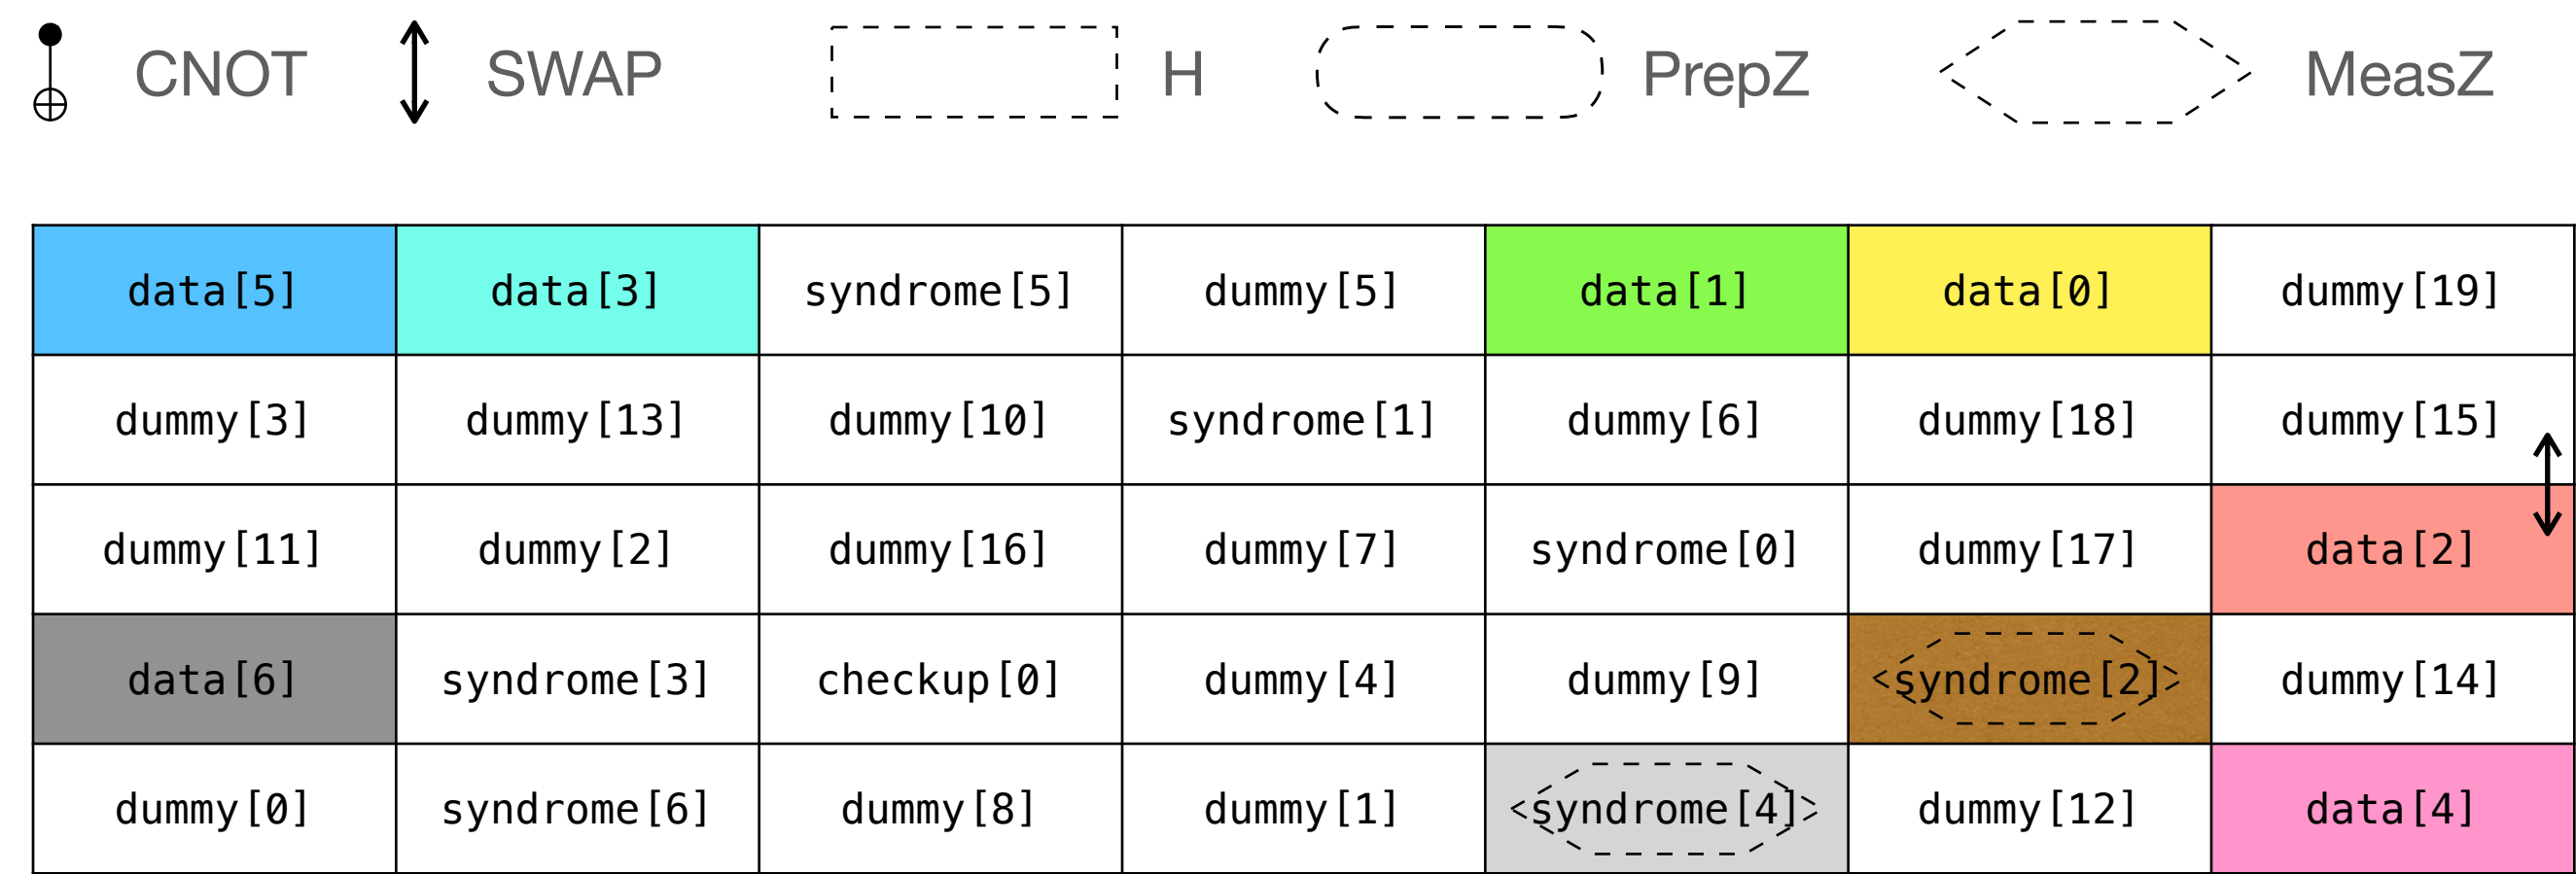 CNOT SWAP H PrepZ MeasZ
data[5] data[3] syndrome[5] dummy[5] data[1] data[0] dummy[19]
dummy[3] dummy[13] dummy[10] syndrome[1] dummy[6] dummy[18] dummy[15]
dummy[11] dummy[2] dummy[16] dummy[7] syndrome[0] dummy[17] data[2]
data[6] syndrome[3] checkup[0] dummy[4] dummy[9] syndrome[2] dummy[14]
dummy[0] syndrome[6] dummy[8] dummy[1] syndrome[4] dummy[12] data[4]